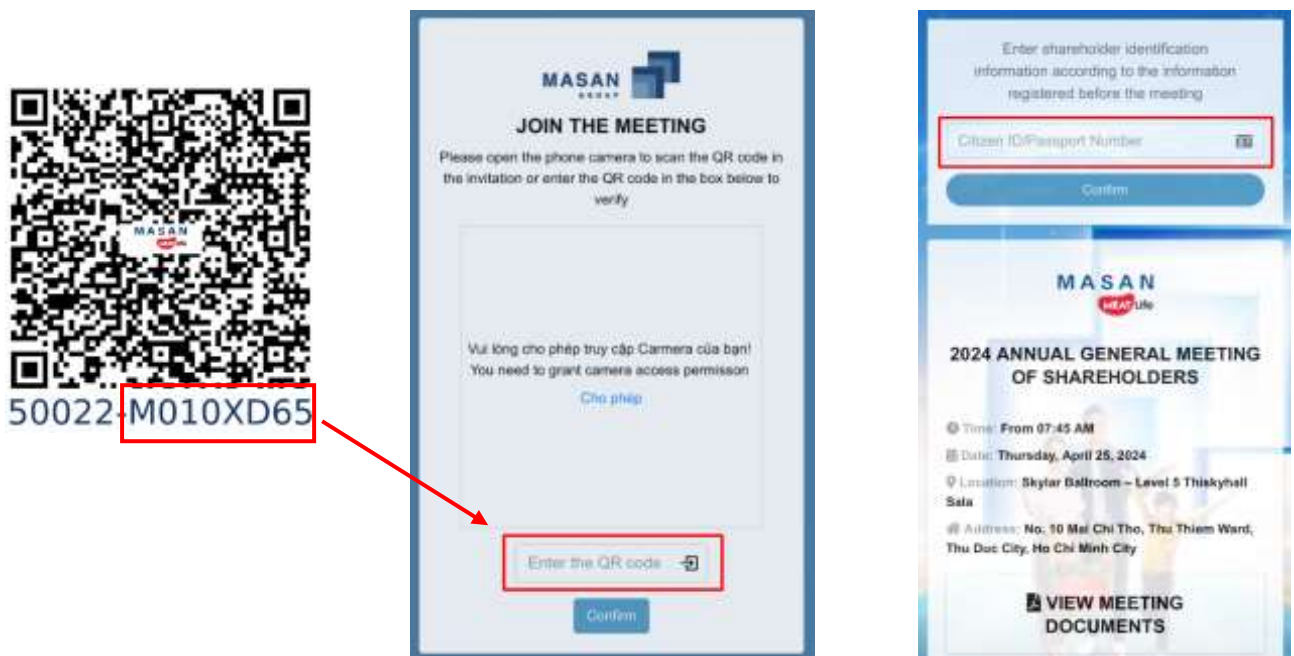 MASAN
MEATLife
50022-M010XD65
MASAN
GROUP
JOIN THE MEETING
Please open the phone camera to scan the QR code in
the invitation or enter the QR code in the box below to
verify
Vui lòng cho phép truy cập Carmera của bạn!
You need to grant camera access permisson
Cho phép
Enter the QR code
Confirm
Enter shareholder identification
information according to the information
registered before the meeting
Citizen ID/Passport Number
Confirm
MASAN
MEATLife
2024 ANNUAL GENERAL MEETING
OF SHAREHOLDERS
Time: From 07:45 AM
Date: Thursday, April 25, 2024
Location: Skylar Ballroom – Level 5 Thiskyhall
Sala
Address: No. 10 Mai Chi Tho, Thu Thiem Ward,
Thu Duc City, Ho Chi Minh City
VIEW MEETING
DOCUMENTS